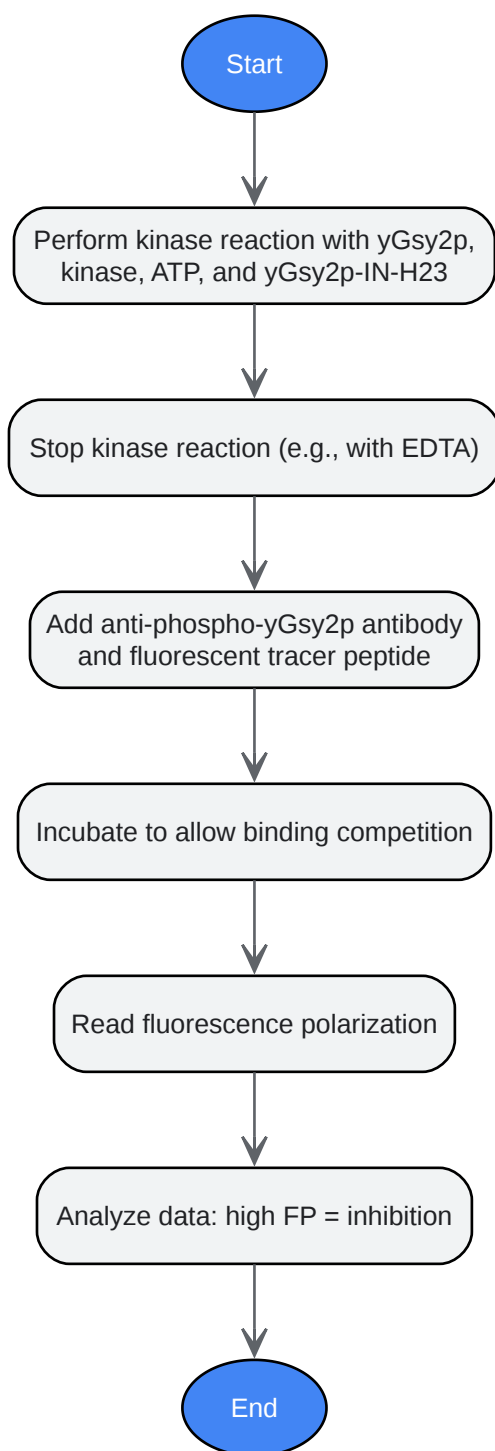 Start
Perform kinase reaction with yGsy2p,
kinase, ATP, and yGsy2p-IN-H23
Stop kinase reaction (e.g., with EDTA)
Add anti-phospho-yGsy2p antibody
and fluorescent tracer peptide
Incubate to allow binding competition
Read fluorescence polarization
Analyze data: high FP = inhibition
End